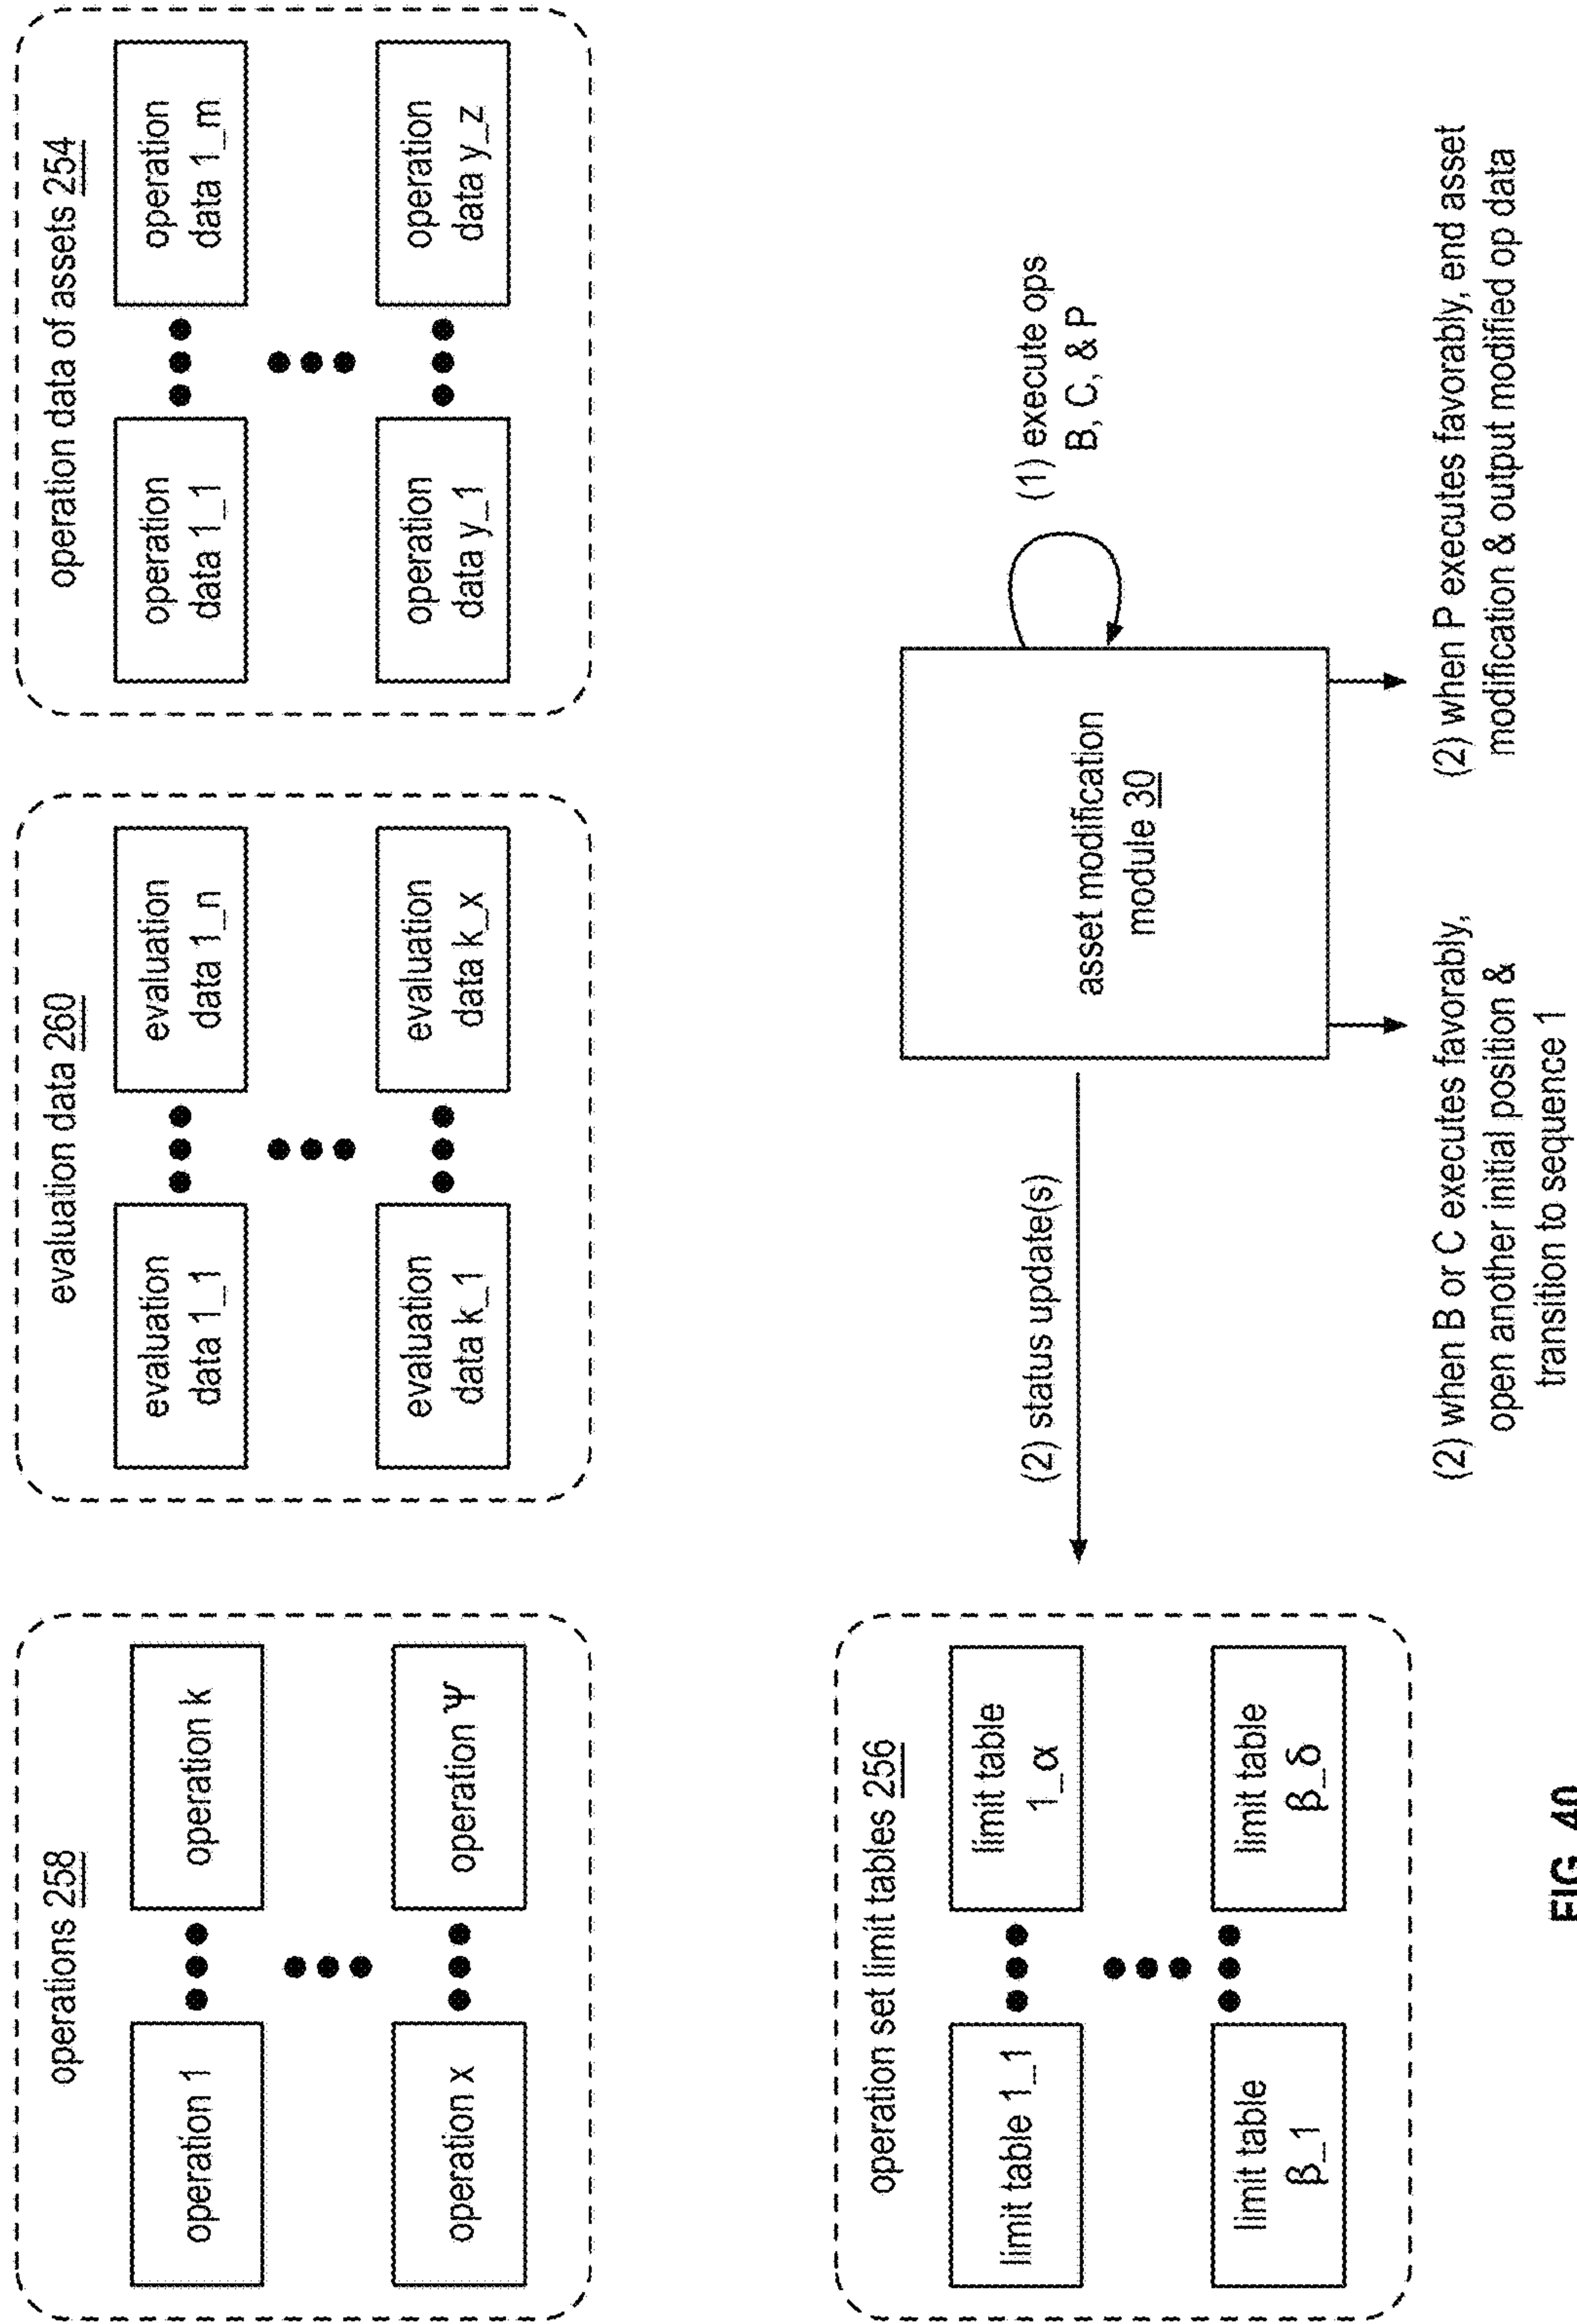 operations 258
operation 1
operation k
operation x
operation Ψ
evaluation data 260
evaluation
data 1_1
evaluation
data 1_n
evaluation
data k_1
evaluation
data k_x
operation data of assets 254
operation
data 1_1
operation
data 1_m
operation
data y_1
operation
data y_z
operation set limit tables 256
limit table 1_1
limit table
1_α
limit table
β_1
limit table
β_δ
(2) status update(s)
asset modification
module 30
(1) execute ops
B, C, & P
(2) when B or C executes favorably,
open another initial position &
transition to sequence 1
(2) when P executes favorably, end asset
modification & output modified op data
FIG. 40